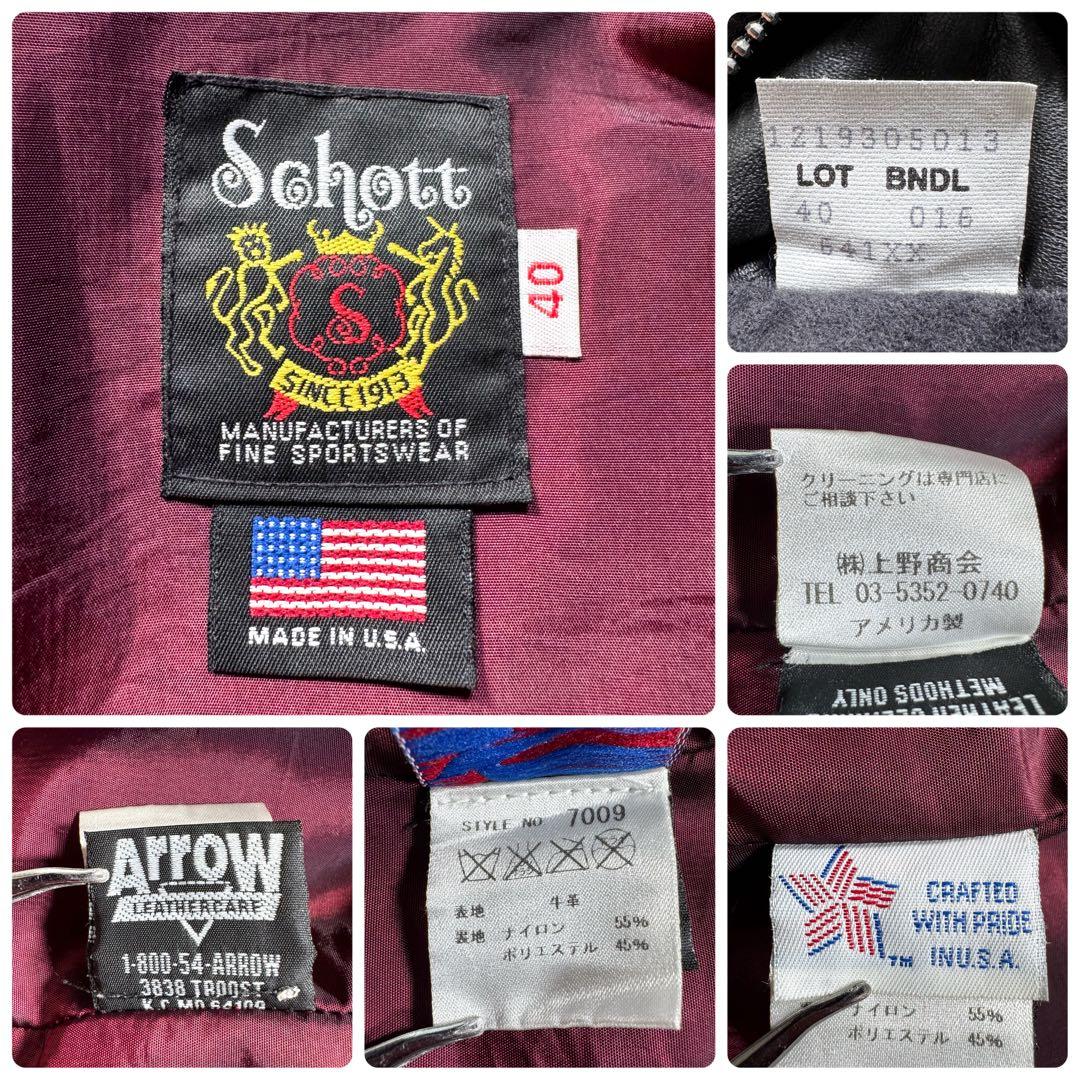 Schott
S
SINCE 1913
MANUFACTURERS OF
FINE SPORTSWEAR
40
MADE IN U.S.A.
1219305013
LOT BNDL
40 016
641XX
クリーニングは専門店に
ご相談下さい
㈱上野商会
TEL 03-5352-0740
アメリカ製
METHODS ONLY
ArroW
LEATHERCARE
1-800-54-ARROW
3838 TROOST
K.C.MO 64109
STYLE NO 7009
表地 牛革
裏地 ナイロン 55%
ポリエステル 45%
TM
CRAFTED
WITH PRIDE
IN U.S.A.
ナイロン 55%
ポリエステル 45%